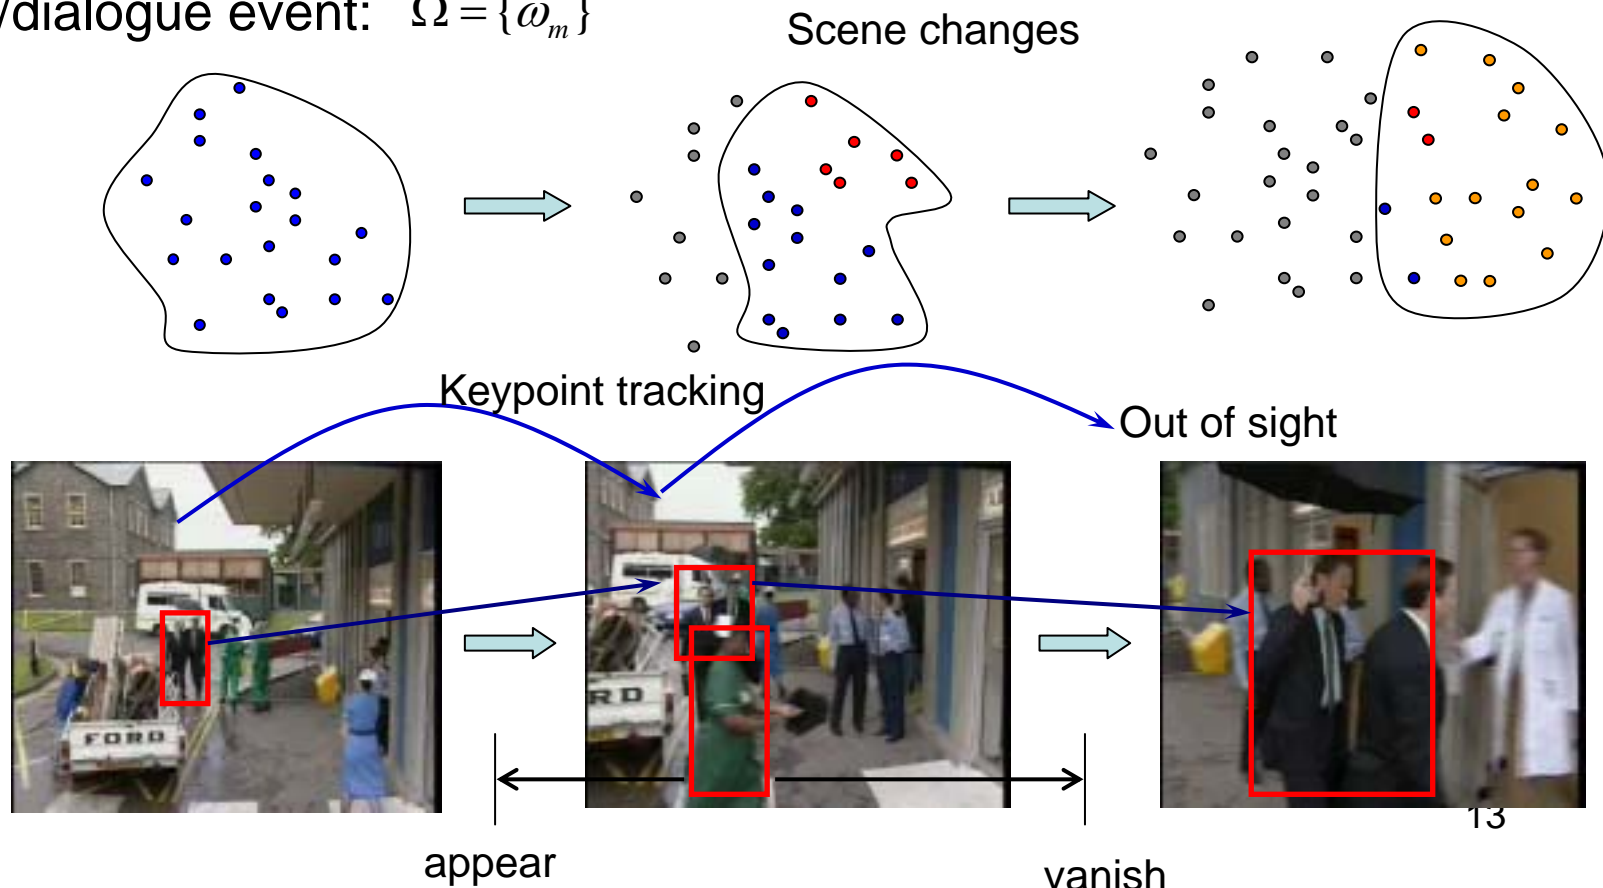 /dialogue event: Ω = {ω_m}
Scene changes
Keypoint tracking
Out of sight
FORD
RD
13
appear
vanish